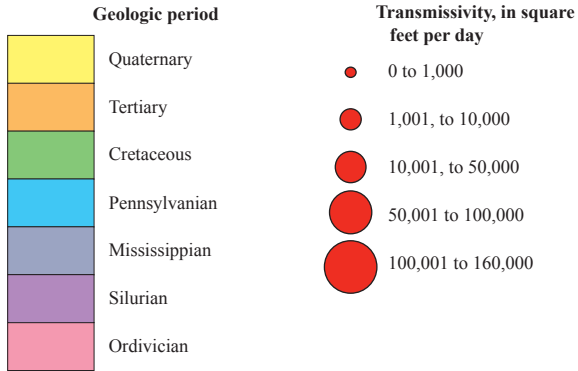 Geologic period
Quaternary
Tertiary
Cretaceous
Pennsylvanian
Mississippian
Silurian
Ordivician
Transmissivity, in square
feet per day
0 to 1,000
1,001, to 10,000
10,001, to 50,000
50,001 to 100,000
100,001 to 160,000